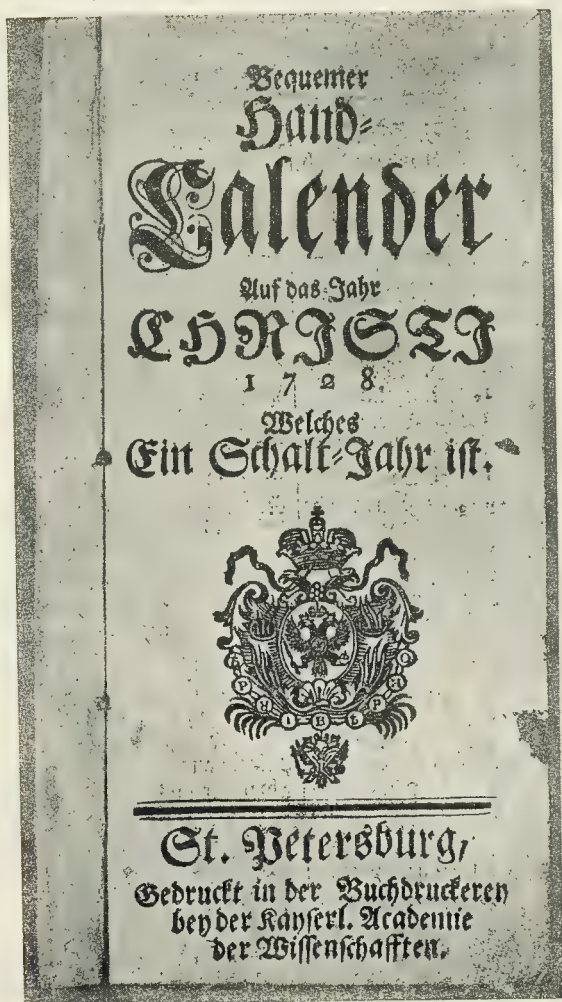 Bequemer
Hand-
Calender
Auf das Jahr
CHRISTI
1728.
Welches
Ein Schalt-Jahr ist.
St. Petersburg,
Gedruckt in der Buchdruckerey
bey der Kayserl. Academie
der Wissenschafften.